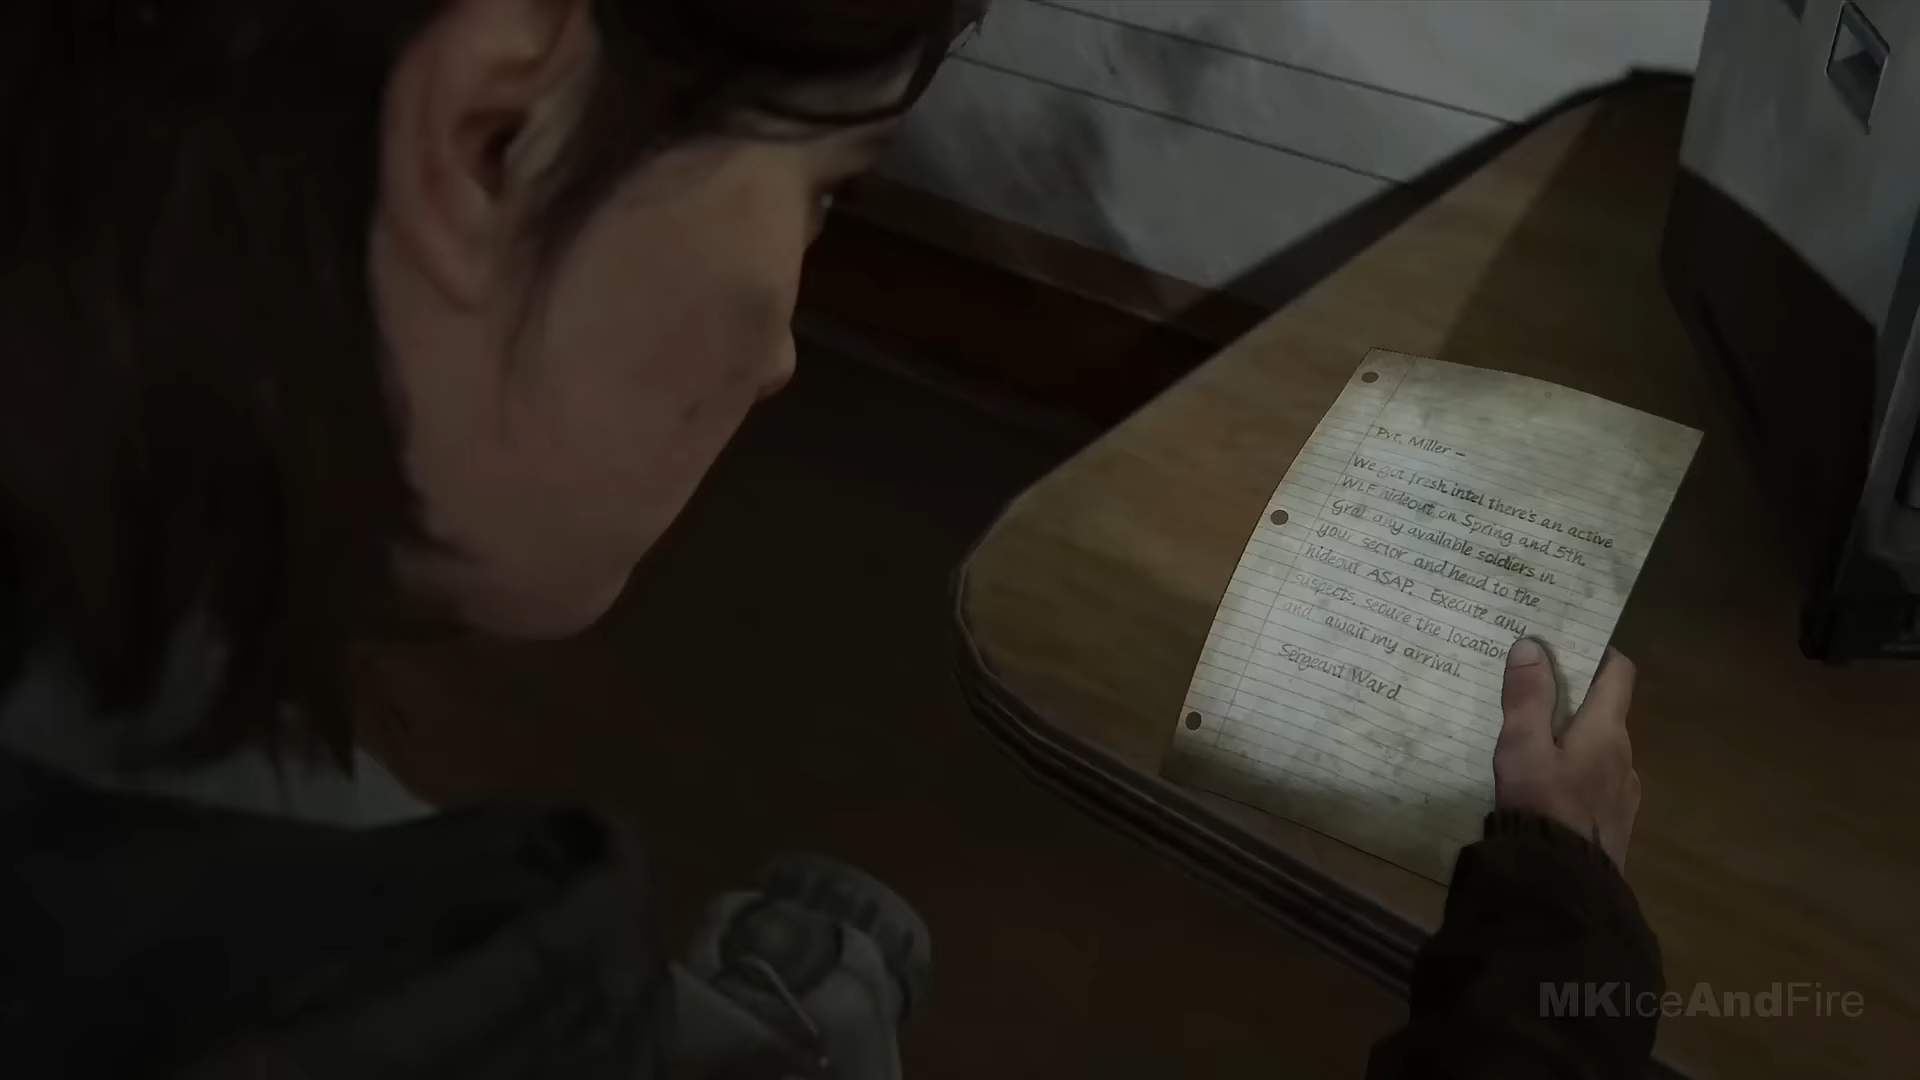 Pvt. Miller -
We got fresh intel there's an active
WLF hideout on Spring and 5th.
Grab any available soldiers in
your sector and head to the
hideout ASAP. Execute any
suspects, secure the location
and await my arrival.
Sergeant Ward
MKIceAndFire